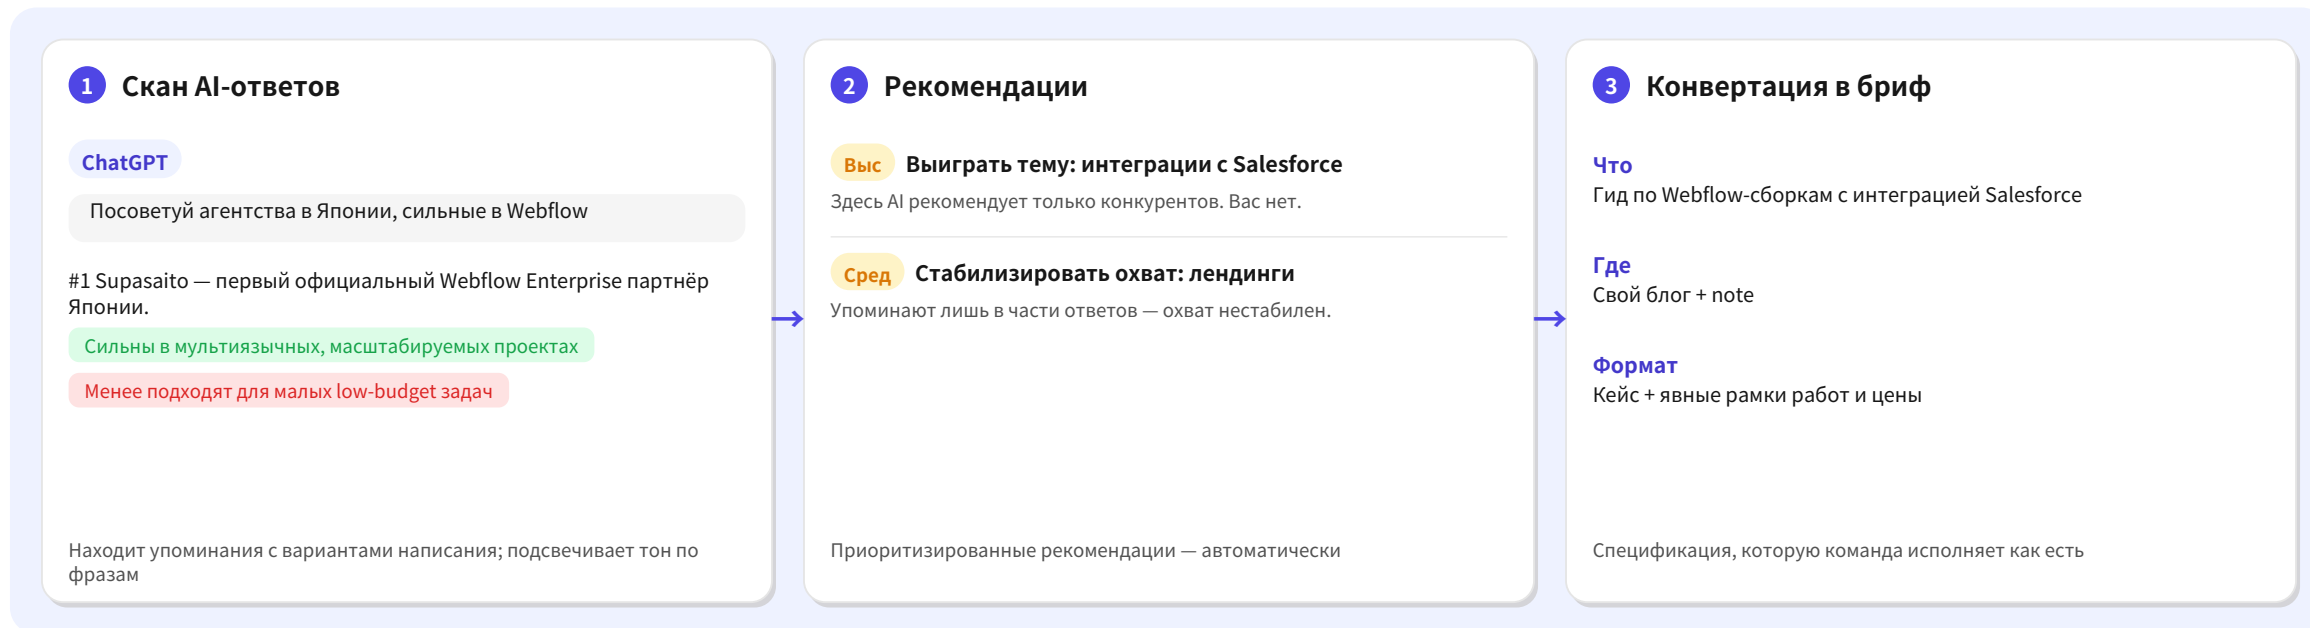 1 Скан AI-ответов
ChatGPT
Посоветуй агентства в Японии, сильные в Webflow
#1 Supasaito — первый официальный Webflow Enterprise партнёр
Японии.
Сильны в мультиязычных, масштабируемых проектах
Менее подходят для малых low-budget задач
Находит упоминания с вариантами написания; подсвечивает тон по
фразам
→
2 Рекомендации
Выс Выиграть тему: интеграции с Salesforce
Здесь AI рекомендует только конкурентов. Вас нет.
Сред Стабилизировать охват: лендинги
Упоминают лишь в части ответов — охват нестабилен.
Приоритизированные рекомендации — автоматически
→
3 Конвертация в бриф
Что
Гид по Webflow-сборкам с интеграцией Salesforce
Где
Свой блог + note
Формат
Кейс + явные рамки работ и цены
Спецификация, которую команда исполняет как есть